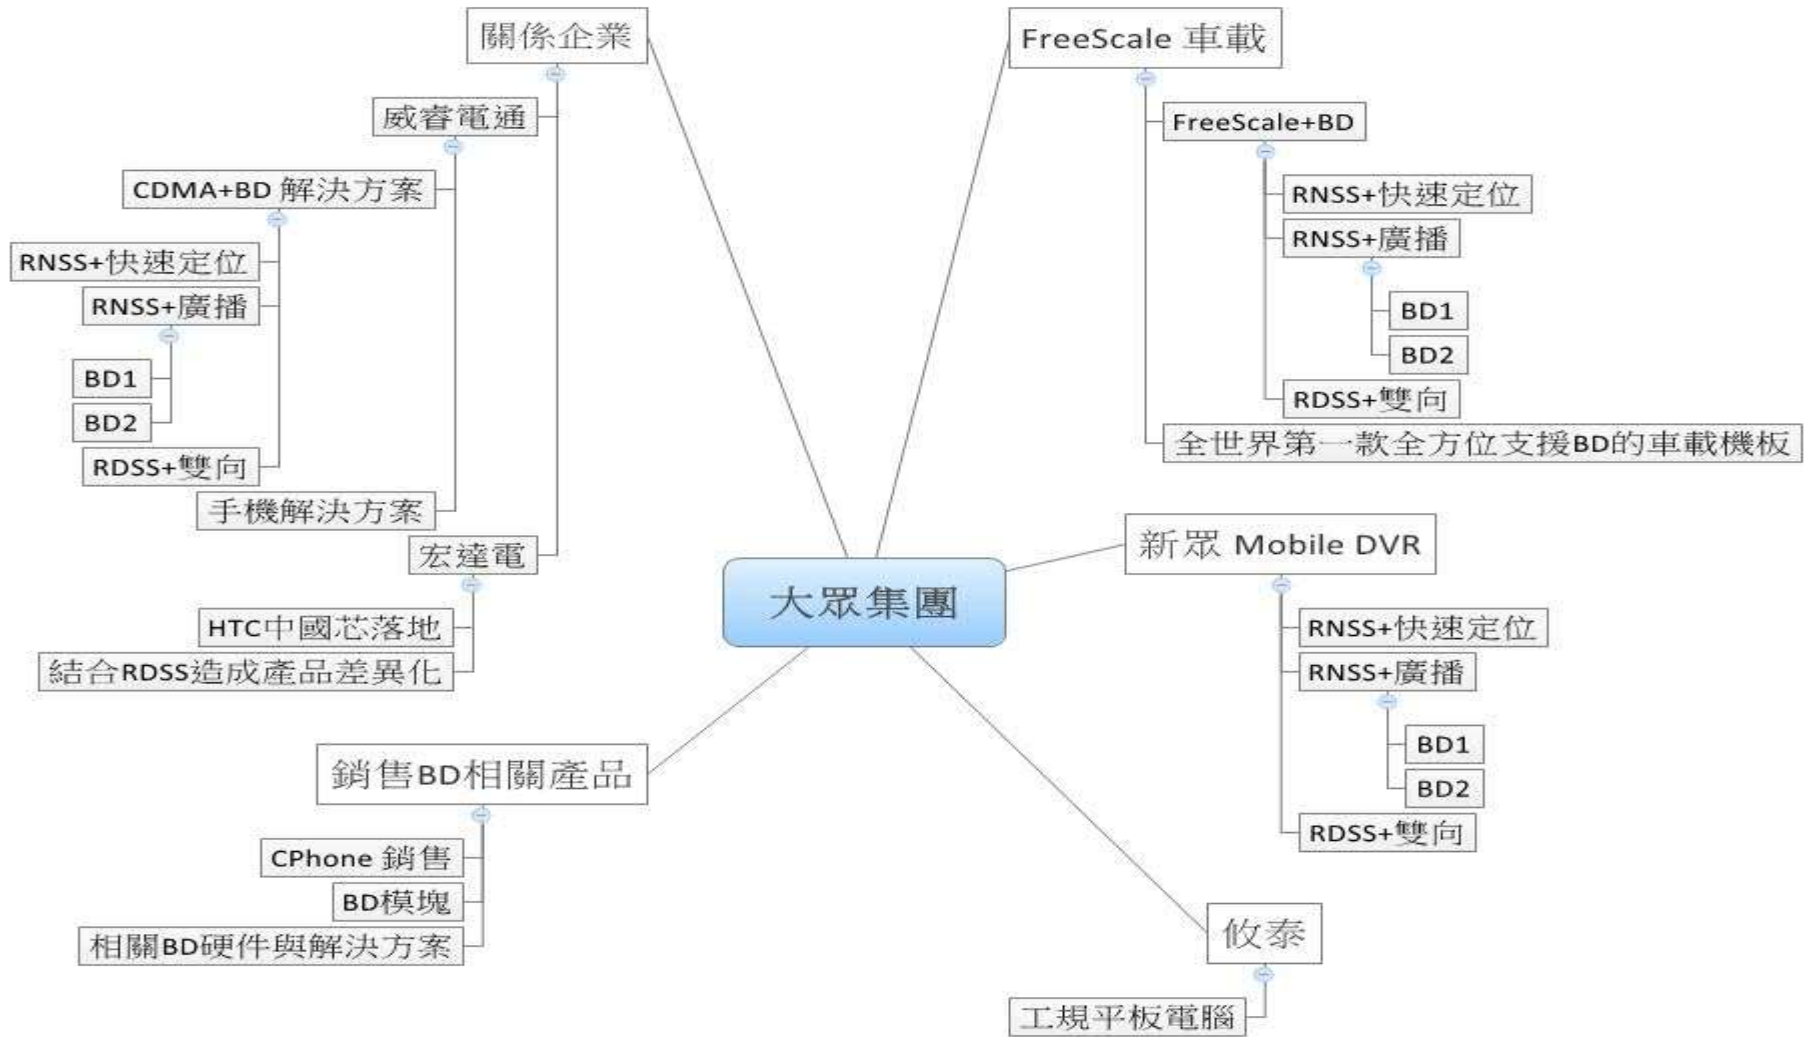 關係企業
威睿電通
CDMA+BD 解決方案
RNSS+快速定位
RNSS+廣播
BD1
BD2
RDSS+雙向
手機解決方案
宏達電
HTC中國芯落地
結合RDSS造成產品差異化
銷售BD相關產品
CPhone 銷售
BD模塊
相關BD硬件與解決方案
大眾集團
FreeScale 車載
FreeScale+BD
RNSS+快速定位
RNSS+廣播
BD1
BD2
RDSS+雙向
全世界第一款全方位支援BD的車載機板
新眾 Mobile DVR
RNSS+快速定位
RNSS+廣播
BD1
BD2
RDSS+雙向
攸泰
工規平板電腦